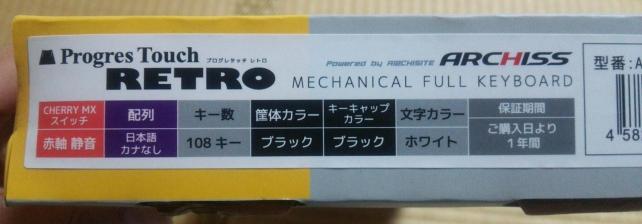 Progres Touch プログレタッチ レトロ
RETRO
Powered by ARCHISITE ARCHISS
MECHANICAL FULL KEYBOARD
CHERRY MX スイッチ 配列 キー数 筐体カラー キーキャップ カラー 文字カラー 保証期間
赤軸 静音 日本語 カナなし 108 キー ブラック ブラック ホワイト ご購入日より 1年間
型番:A
4 58